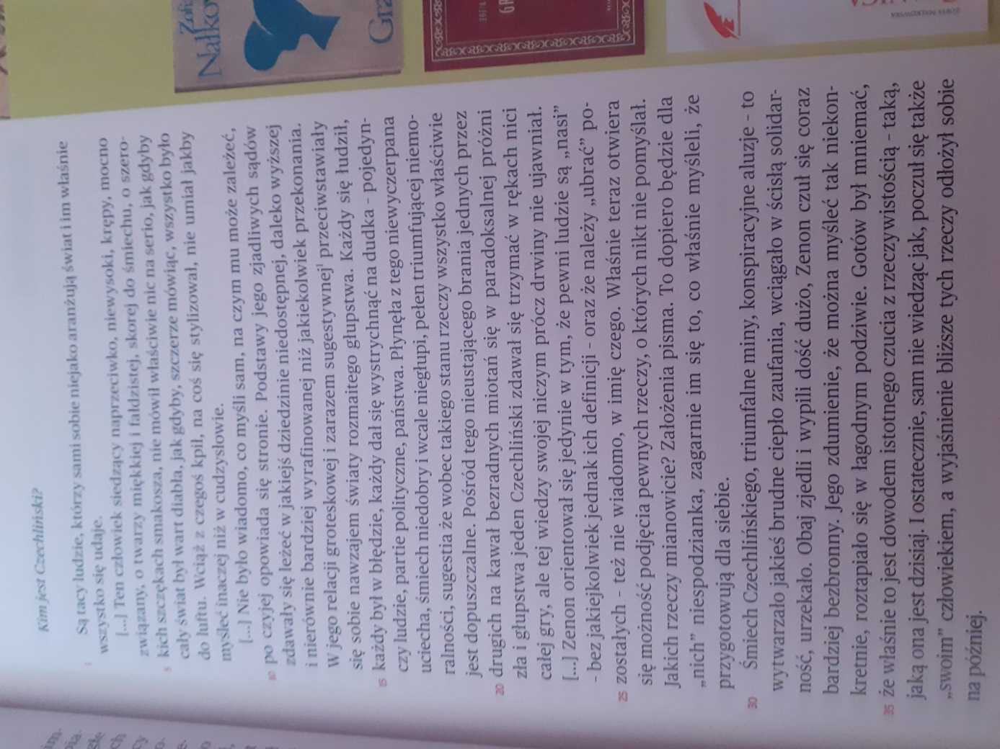 Kim jest Czechliński?
1 Są tacy ludzie, którzy sami sobie niejako aranżują świat i im właśnie
wszystko się udaje.
[...] Ten człowiek siedzący naprzeciwko, niewysoki, krępy, mocno
związany, o twarzy miękkiej i fałdzistej, skorej do śmiechu, o szero-
5 kich szczękach smakosza, nie mówił właściwie nic na serio, jak gdyby
cały świat był wart diabła, jak gdyby, szczerze mówiąc, wszystko było
do luftu. Wciąż z czegoś kpił, na coś się stylizował, nie umiał jakby
myśleć inaczej niż w cudzysłowie.
[...] Nie było wiadomo, co myśli sam, na czym mu może zależeć,
10 po czyjej opowiada się stronie. Podstawy jego zjadliwych sądów
zdawały się leżeć w jakiejś dziedzinie niedostępnej, daleko wyższej
i nierównie bardziej wyrafinowanej niż jakiekolwiek przekonania.
W jego relacji groteskowej i zarazem sugestywnej¹ przeciwstawiały
się sobie nawzajem światy rozmaitego głupstwa. Każdy się łudził,
15 każdy był w błędzie, każdy dał się wystrychnąć na dudka - pojedyn-
czy ludzie, partie polityczne, państwa. Płynęła z tego niewyczerpana
uciecha, śmiech niedobry i wcale niegłupi, pełen triumfującej niemo-
ralności, sugestia że wobec takiego stanu rzeczy wszystko właściwie
jest dopuszczalne. Pośród tego nieustającego brania jednych przez
20 drugich na kawał bezradnych miotań się w paradoksalnej próżni
zła i głupstwa jeden Czechliński zdawał się trzymać w rękach nici
całej gry, ale tej wiedzy swojej niczym prócz drwiny nie ujawniał.
[...] Zenon orientował się jedynie w tym, że pewni ludzie są „nasi”
- bez jakiejkolwiek jednak ich definicji - oraz że należy „ubrać” po-
25 zostałych - też nie wiadomo, w imię czego. Właśnie teraz otwiera
się możność podjęcia pewnych rzeczy, o których nikt nie pomyślał.
Jakich rzeczy mianowicie? Założenia pisma. To dopiero będzie dla
„nich” niespodzianka, zagarnie im się to, co właśnie myśleli, że
przygotowują dla siebie.
30 Śmiech Czechlińskiego, triumfalne miny, konspiracyjne aluzje - to
wytwarzało jakieś brudne ciepło zaufania, wciągało w ścisłą solidar-
ność, urzekało. Obaj zjedli i wypili dość dużo, Zenon czuł się coraz
bardziej bezbronny. Jego zdumienie, że można myśleć tak niekon-
kretnie, roztapiało się w łagodnym podziwie. Gotów był mniemać,
35 że właśnie to jest dowodem istotnego czucia z rzeczywistością - taką,
jaką ona jest dzisiaj. I ostatecznie, sam nie wiedząc jak, poczuł się także
„swoim” człowiekiem, a wyjaśnienie bliższe tych rzeczy odłożył sobie
na później.
Zofia
Nałko
Gra